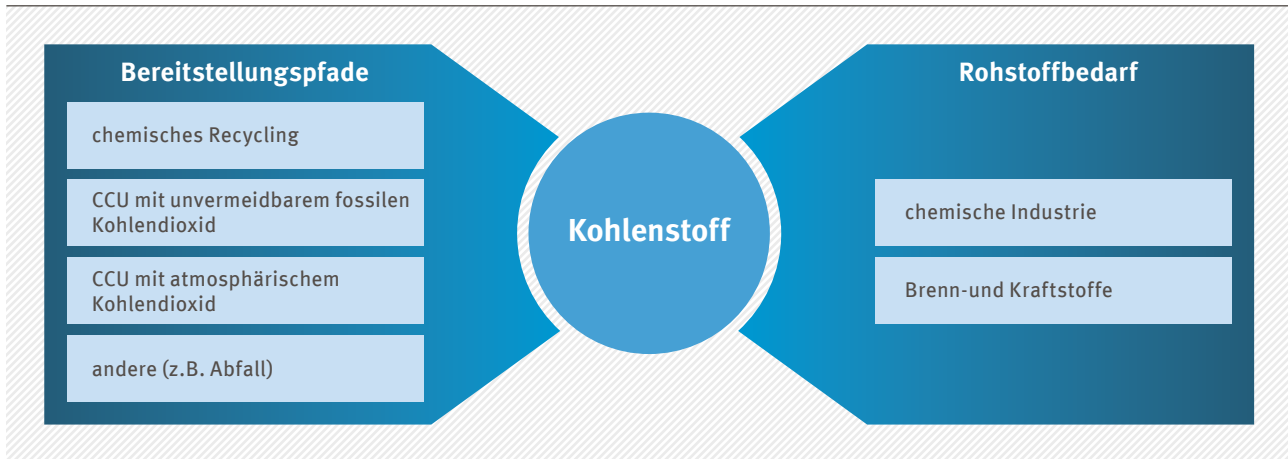 Bereitstellungspfade
chemisches Recycling
CCU mit unvermeidbarem fossilen
Kohlendioxid
CCU mit atmosphärischem
Kohlendioxid
andere (z.B. Abfall)
Kohlenstoff
Rohstoffbedarf
chemische Industrie
Brenn-und Kraftstoffe